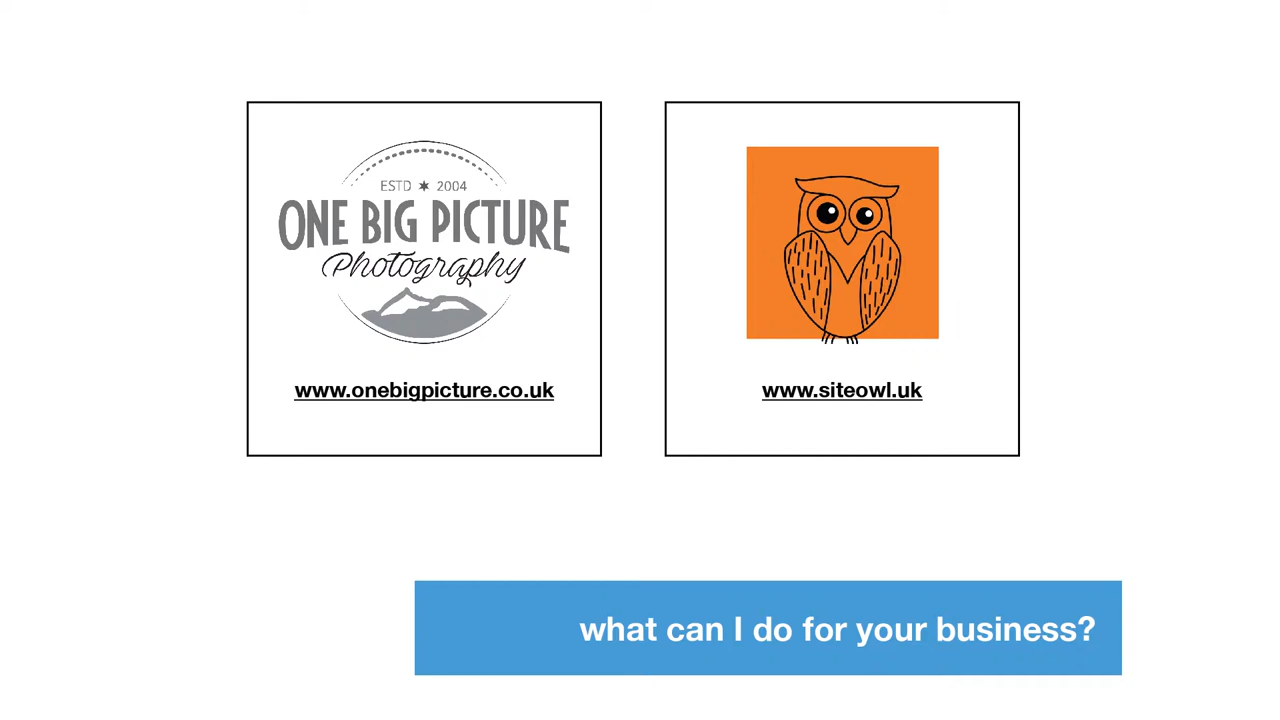 ESTD ★ 2004
ONE BIG PICTURE
Photography
www.onebigpicture.co.uk
www.siteowl.uk
what can I do for your business?